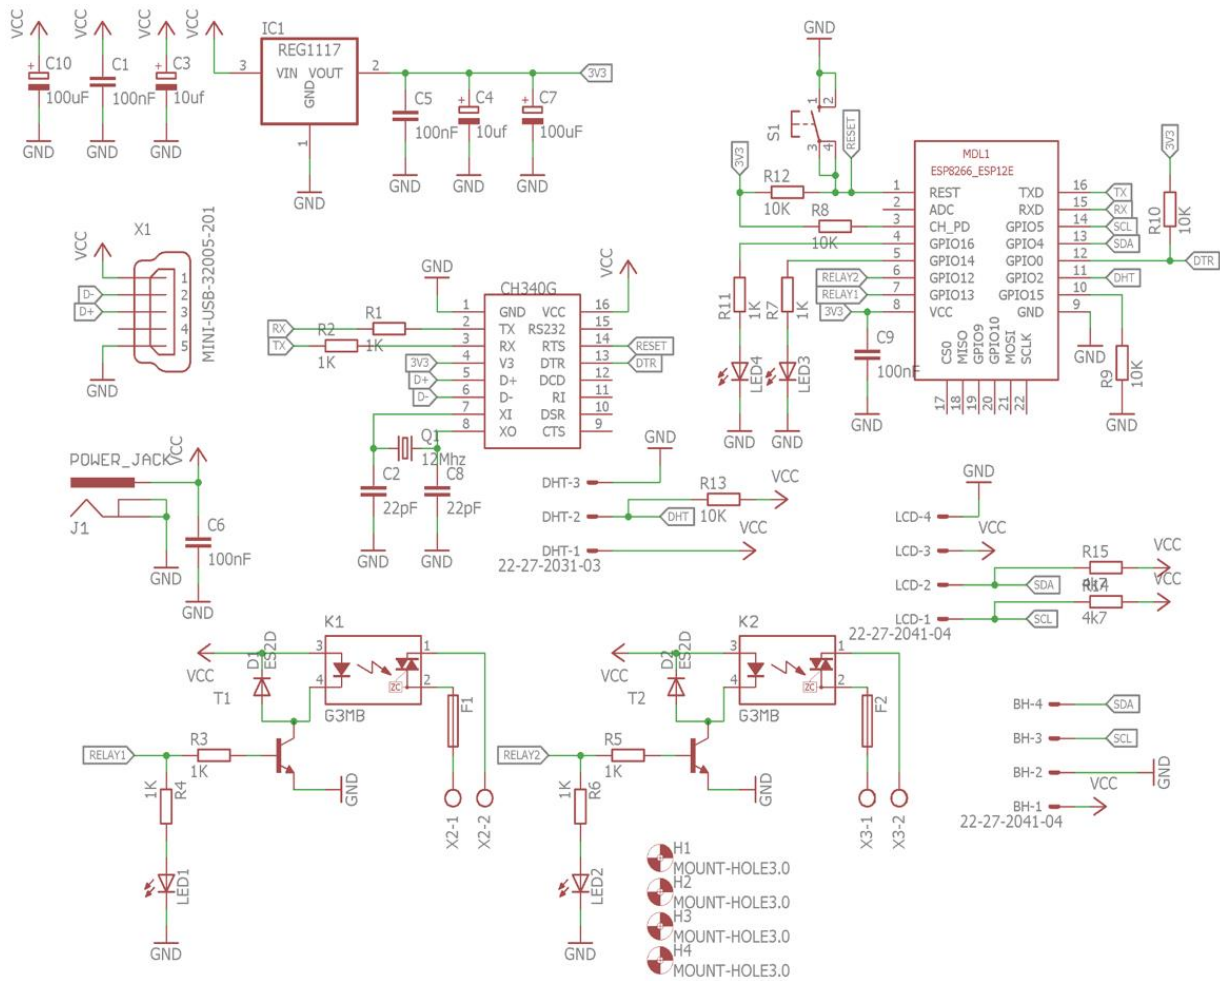 VCC
VCC
VCC
VCC
IC1
REG1117
3 VIN VOUT 2
GND
1
3V3
C10
100uF
C1
100nF
C3
10uf
C5
100nF
C4
10uf
C7
100uF
GND
GND
GND
GND
GND
GND
GND
X1
VCC
D-
D+
1
2
3
4
5
MINI-USB-32005-201
GND
GND
CH340G
VCC
1 GND VCC 16
2 TX RS232 15
3 RX RTS 14
4 V3 DTR 13
5 D+ DCD 12
6 D- RI 11
7 XI DSR 10
8 XO CTS 9
RX
TX
R1
1K
R2
1K
3V3
D+
D-
RESET
DTR
Q1
12Mhz
C2
22pF
C8
22pF
GND
GND
GND
S1
1 2
3 4
RESET
3V3
R12
10K
R8
10K
MDL1
ESP8266_ESP12E
1 REST TXD 16
2 ADC RXD 15
3 CH_PD GPIO5 14
4 GPIO16 GPIO4 13
5 GPIO14 GPIO0 12
6 GPIO12 GPIO2 11
7 GPIO13 GPIO15 10
8 VCC GND 9
CS0
MISO
GPIO9
GPIO10
MOSI
SCLK
17
18
19
20
21
22
TX
RX
SCL
SDA
DTR
DHT
3V3
R10
10K
RELAY2
RELAY1
3V3
R11
1K
R7
1K
LED4
LED3
C9
100nF
GND
GND
GND
GND
R9
10K
GND
POWER_JACK
VCC
J1
C6
100nF
GND
GND
GND
DHT-3
DHT-2
DHT
R13
10K
VCC
DHT-1
VCC
22-27-2031-03
GND
LCD-4
LCD-3
VCC
LCD-2
SDA
R15
4k7
VCC
LCD-1
SCL
R14
4k7
VCC
22-27-2041-04
VCC
D1
ES2D
T1
K1
3
4
1
2
ZC
G3MB
F1
RELAY1
R3
1K
R4
1K
GND
X2-1
X2-2
LED1
GND
VCC
D2
ES2D
T2
K2
3
4
1
2
ZC
G3MB
F2
RELAY2
R5
1K
R6
1K
GND
X3-1
X3-2
LED2
GND
BH-4
SDA
BH-3
SCL
BH-2
GND
BH-1
VCC
22-27-2041-04
H1
MOUNT-HOLE3.0
H2
MOUNT-HOLE3.0
H3
MOUNT-HOLE3.0
H4
MOUNT-HOLE3.0